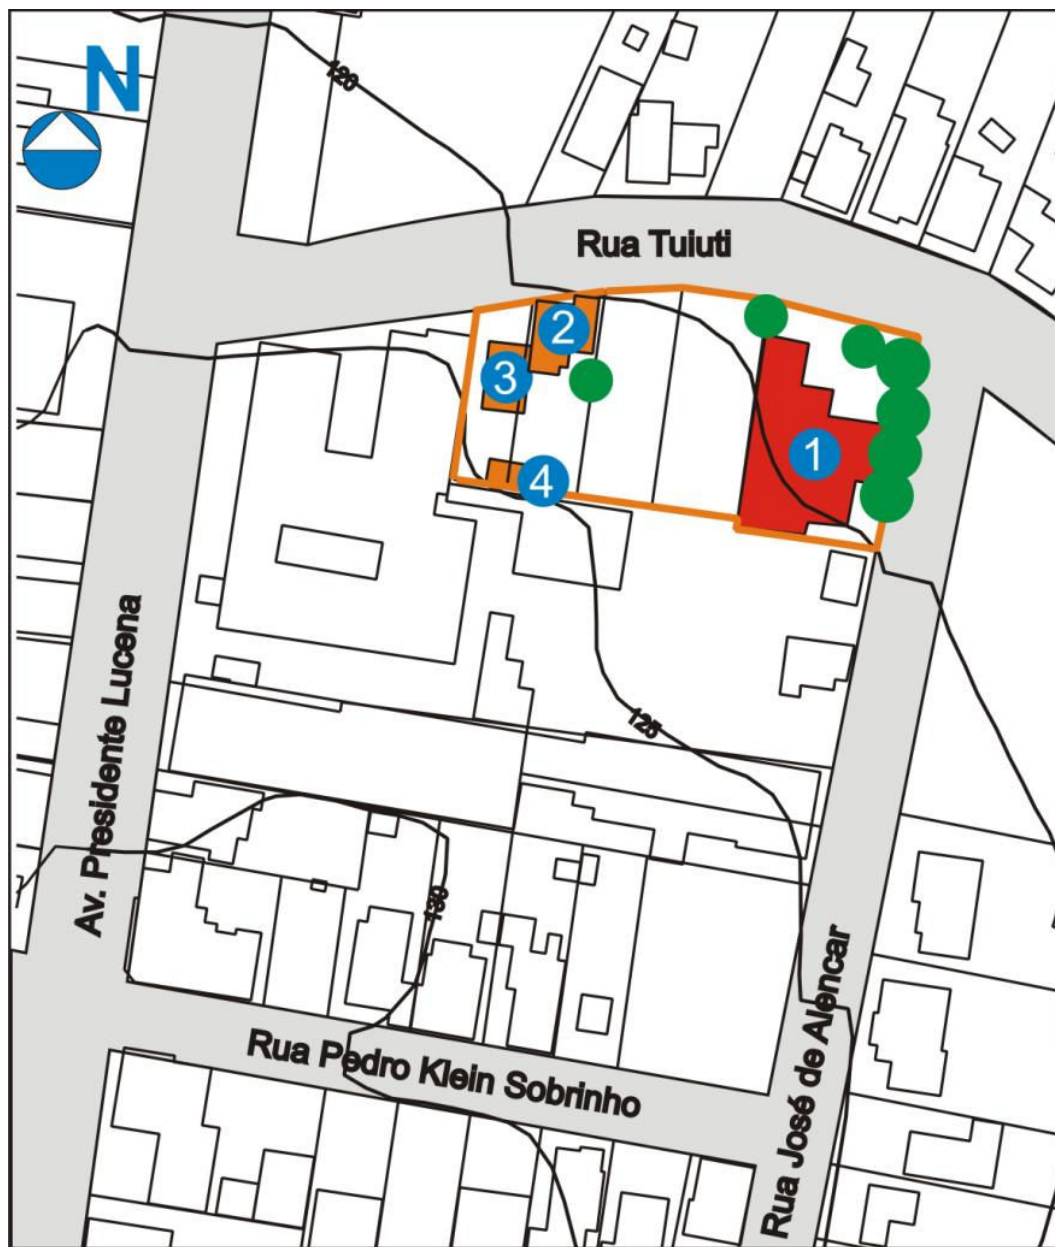 N
120
Rua Tuiuti
2
3
1
4
125
Av. Presidente Lucena
130
Rua José de Alencar
Rua Pedro Klein Sobrinho